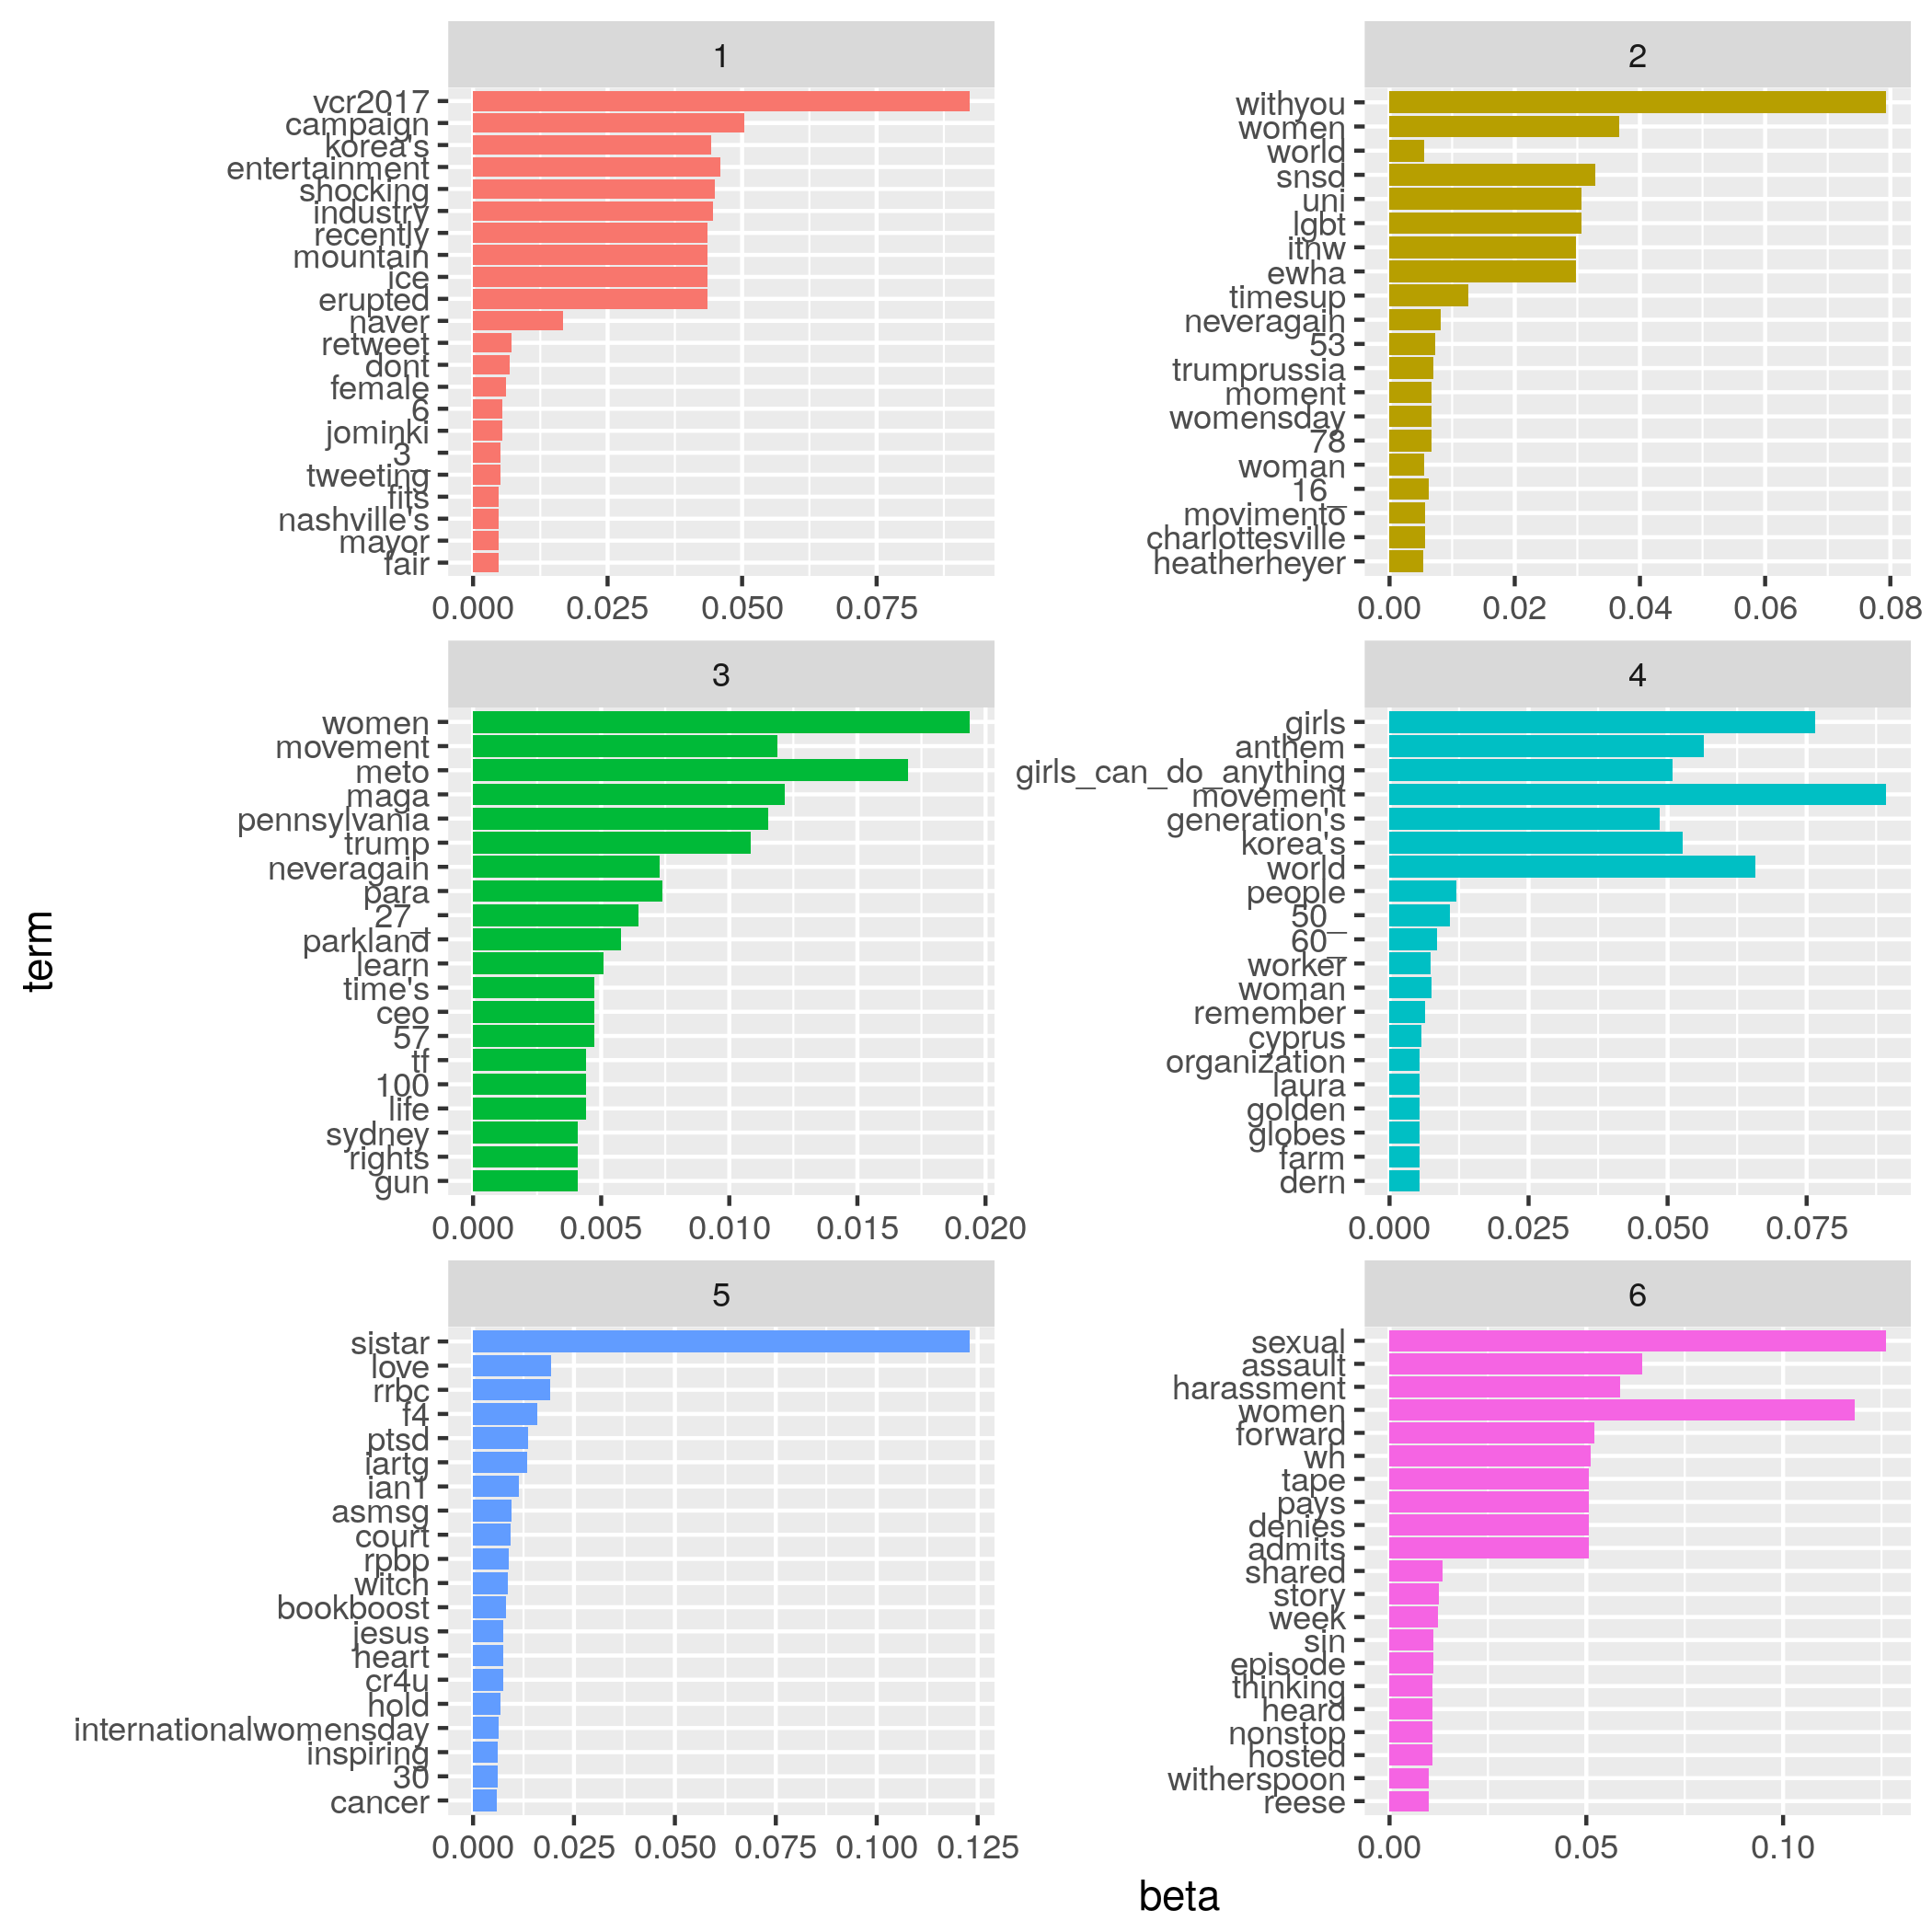 1
vcr2017
campaign
korea's
entertainment
shocking
industry
recently
mountain
ice
erupted
naver
retweet
dont
female
6
jominki
3_
tweeting
fits
nashville's
mayor
fair
0.000 0.025 0.050 0.075
2
withyou
women
world
snsd
uni
lgbt
itnw
ewha
timesup
neveragain
53
trumprussia
moment
womensday
78
woman
16_
movimento
charlottesville
heatherheyer
0.00 0.02 0.04 0.06 0.08
3
women
movement
meto
maga
pennsylvania
trump
neveragain
para
27_
parkland
learn
time's
ceo
57
tf
100
life
sydney
rights
gun
0.000 0.005 0.010 0.015 0.020
4
girls
anthem
girls_can_do_anything
movement
generation's
korea's
world
people
50_
60_
worker
woman
remember
cyprus
organization
laura
golden
globes
farm
dern
0.000 0.025 0.050 0.075
5
sistar
love
rrbc
f4
ptsd
iartg
ian1
asmsg
court
rpbp
witch
bookboost
jesus
heart
cr4u
hold
internationalwomensday
inspiring
30
cancer
0.000 0.025 0.050 0.075 0.100 0.125
6
sexual
assault
harassment
women
forward
wh
tape
pays
denies
admits
shared
story
week
sin
episode
thinking
heard
nonstop
hosted
witherspoon
reese
0.00 0.05 0.10
term
beta